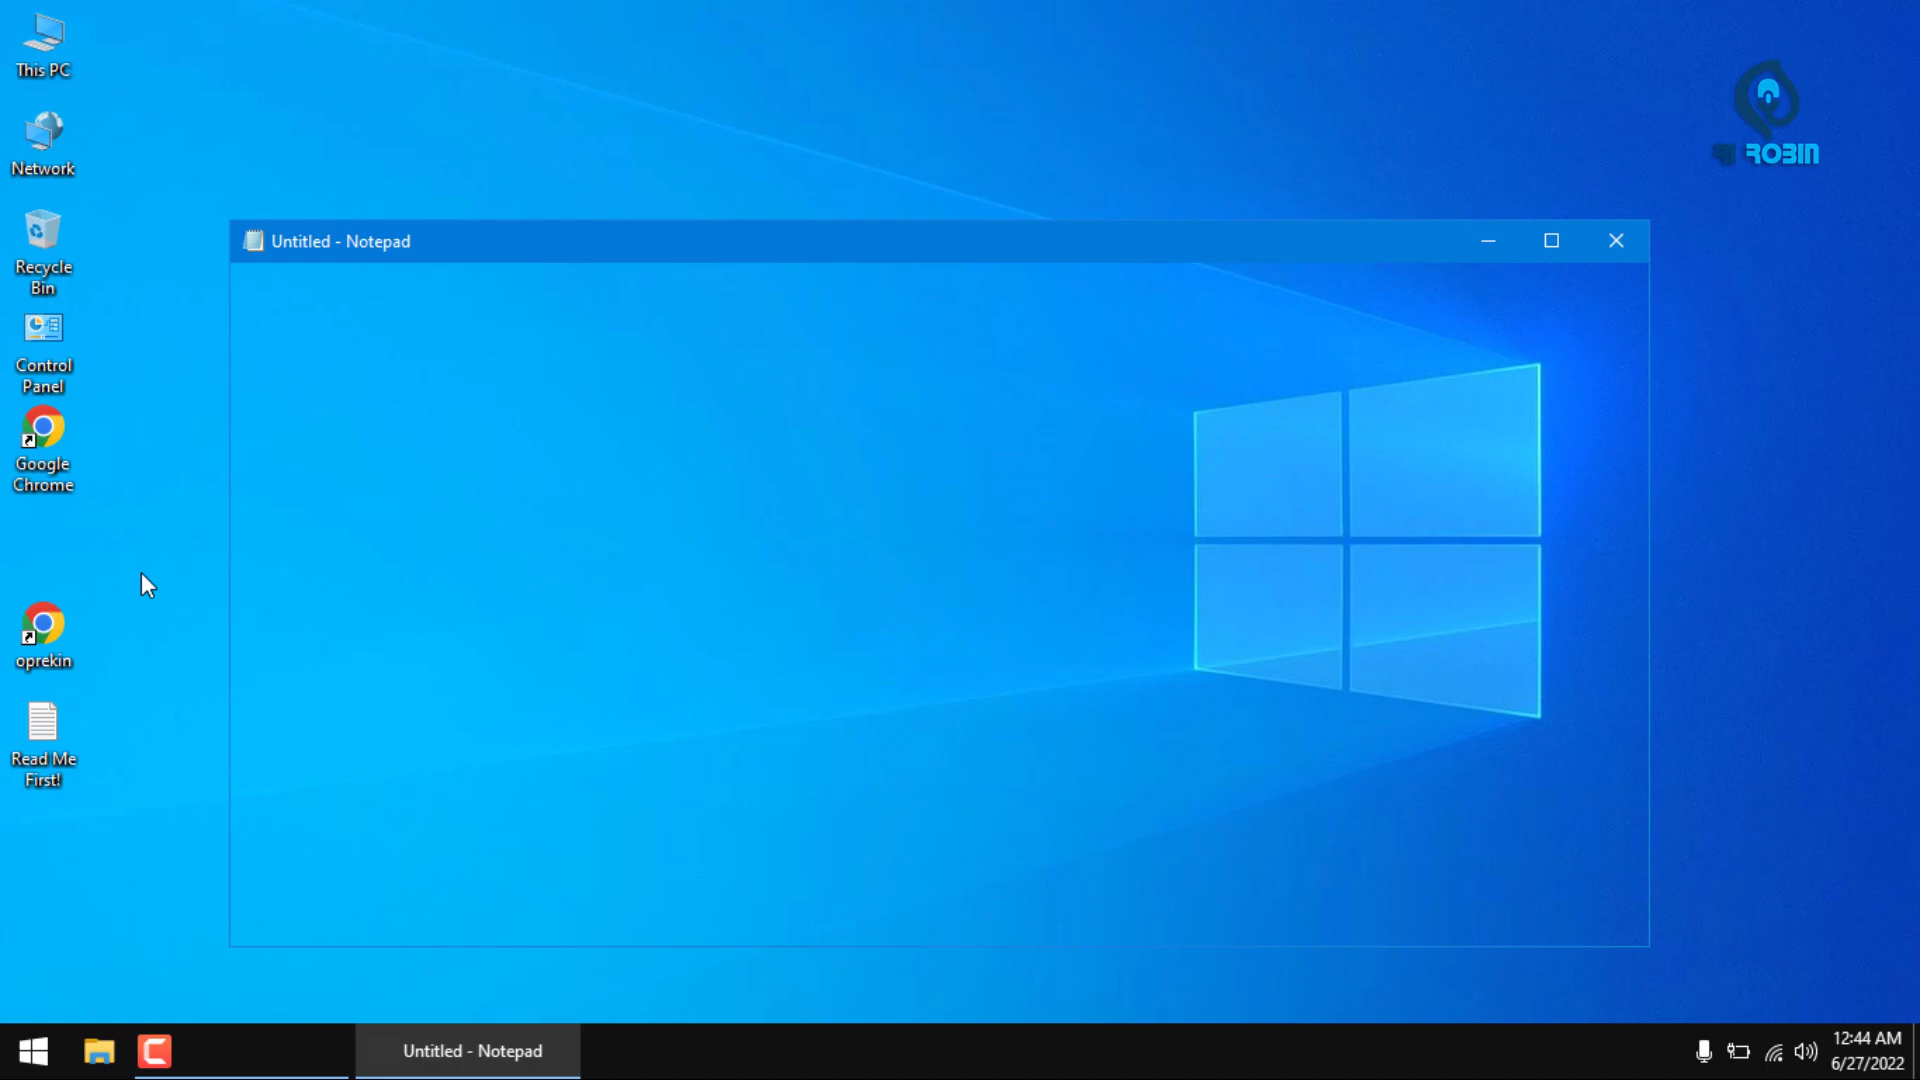 This PC
Network
Recycle
Bin
Control
Panel
Google
Chrome
oprekin
Read Me
First!
ROBIN
Untitled - Notepad
Untitled - Notepad
12:44 AM
6/27/2022